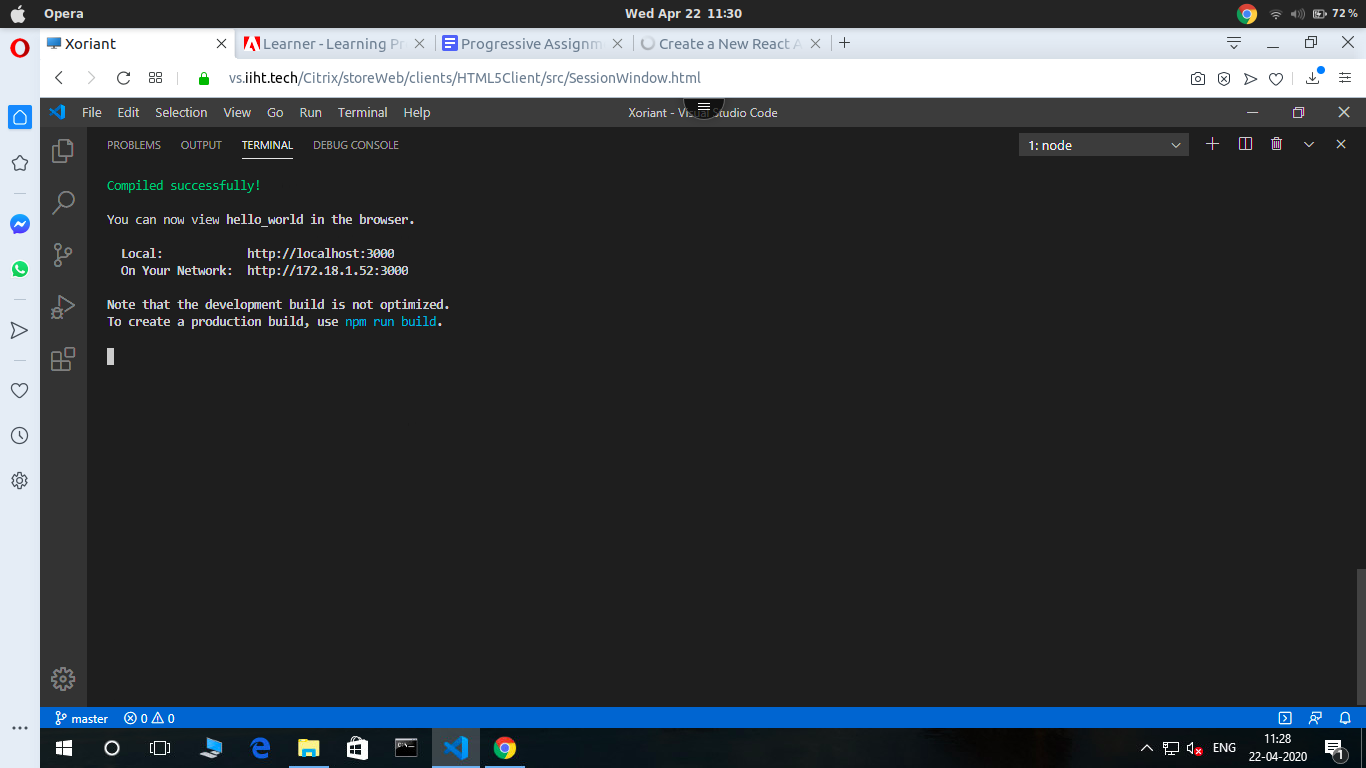 Opera
Wed Apr 22 11:30
72 %
Xoriant
Learner - Learning Pr
Progressive Assignm
Create a New React A
vs.iiht.tech/Citrix/storeWeb/clients/HTML5Client/src/SessionWindow.html
File Edit Selection View Go Run Terminal Help
Xoriant - Visual Studio Code
PROBLEMS OUTPUT TERMINAL DEBUG CONSOLE
1: node
Compiled successfully!
You can now view hello_world in the browser.
Local: http://localhost:3000
On Your Network: http://172.18.1.52:3000
Note that the development build is not optimized.
To create a production build, use npm run build.
master 0 0
ENG
11:28
22-04-2020
1